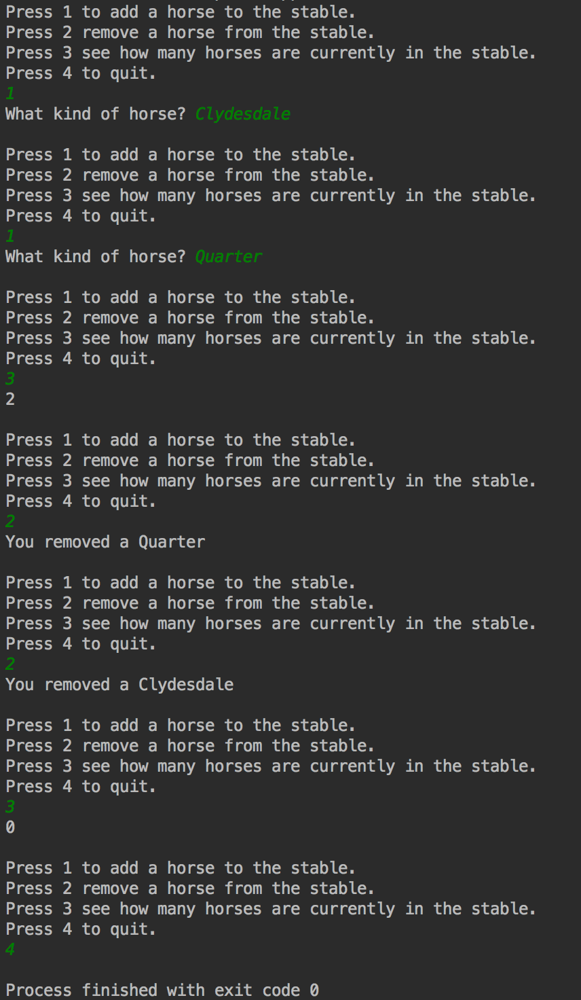 Press 1 to add a horse to the stable.
Press 2 remove a horse from the stable.
Press 3 see how many horses are currently in the stable.
Press 4 to quit.
1
What kind of horse? Clydesdale
Press 1 to add a horse to the stable.
Press 2 remove a horse from the stable.
Press 3 see how many horses are currently in the stable.
Press 4 to quit.
1
What kind of horse? Quarter
Press 1 to add a horse to the stable.
Press 2 remove a horse from the stable.
Press 3 see how many horses are currently in the stable.
Press 4 to quit.
3
2
Press 1 to add a horse to the stable.
Press 2 remove a horse from the stable.
Press 3 see how many horses are currently in the stable.
Press 4 to quit.
2
You removed a Quarter
Press 1 to add a horse to the stable.
Press 2 remove a horse from the stable.
Press 3 see how many horses are currently in the stable.
Press 4 to quit.
2
You removed a Clydesdale
Press 1 to add a horse to the stable.
Press 2 remove a horse from the stable.
Press 3 see how many horses are currently in the stable.
Press 4 to quit.
3
0
Press 1 to add a horse to the stable.
Press 2 remove a horse from the stable.
Press 3 see how many horses are currently in the stable.
Press 4 to quit.
4
Process finished with exit code 0